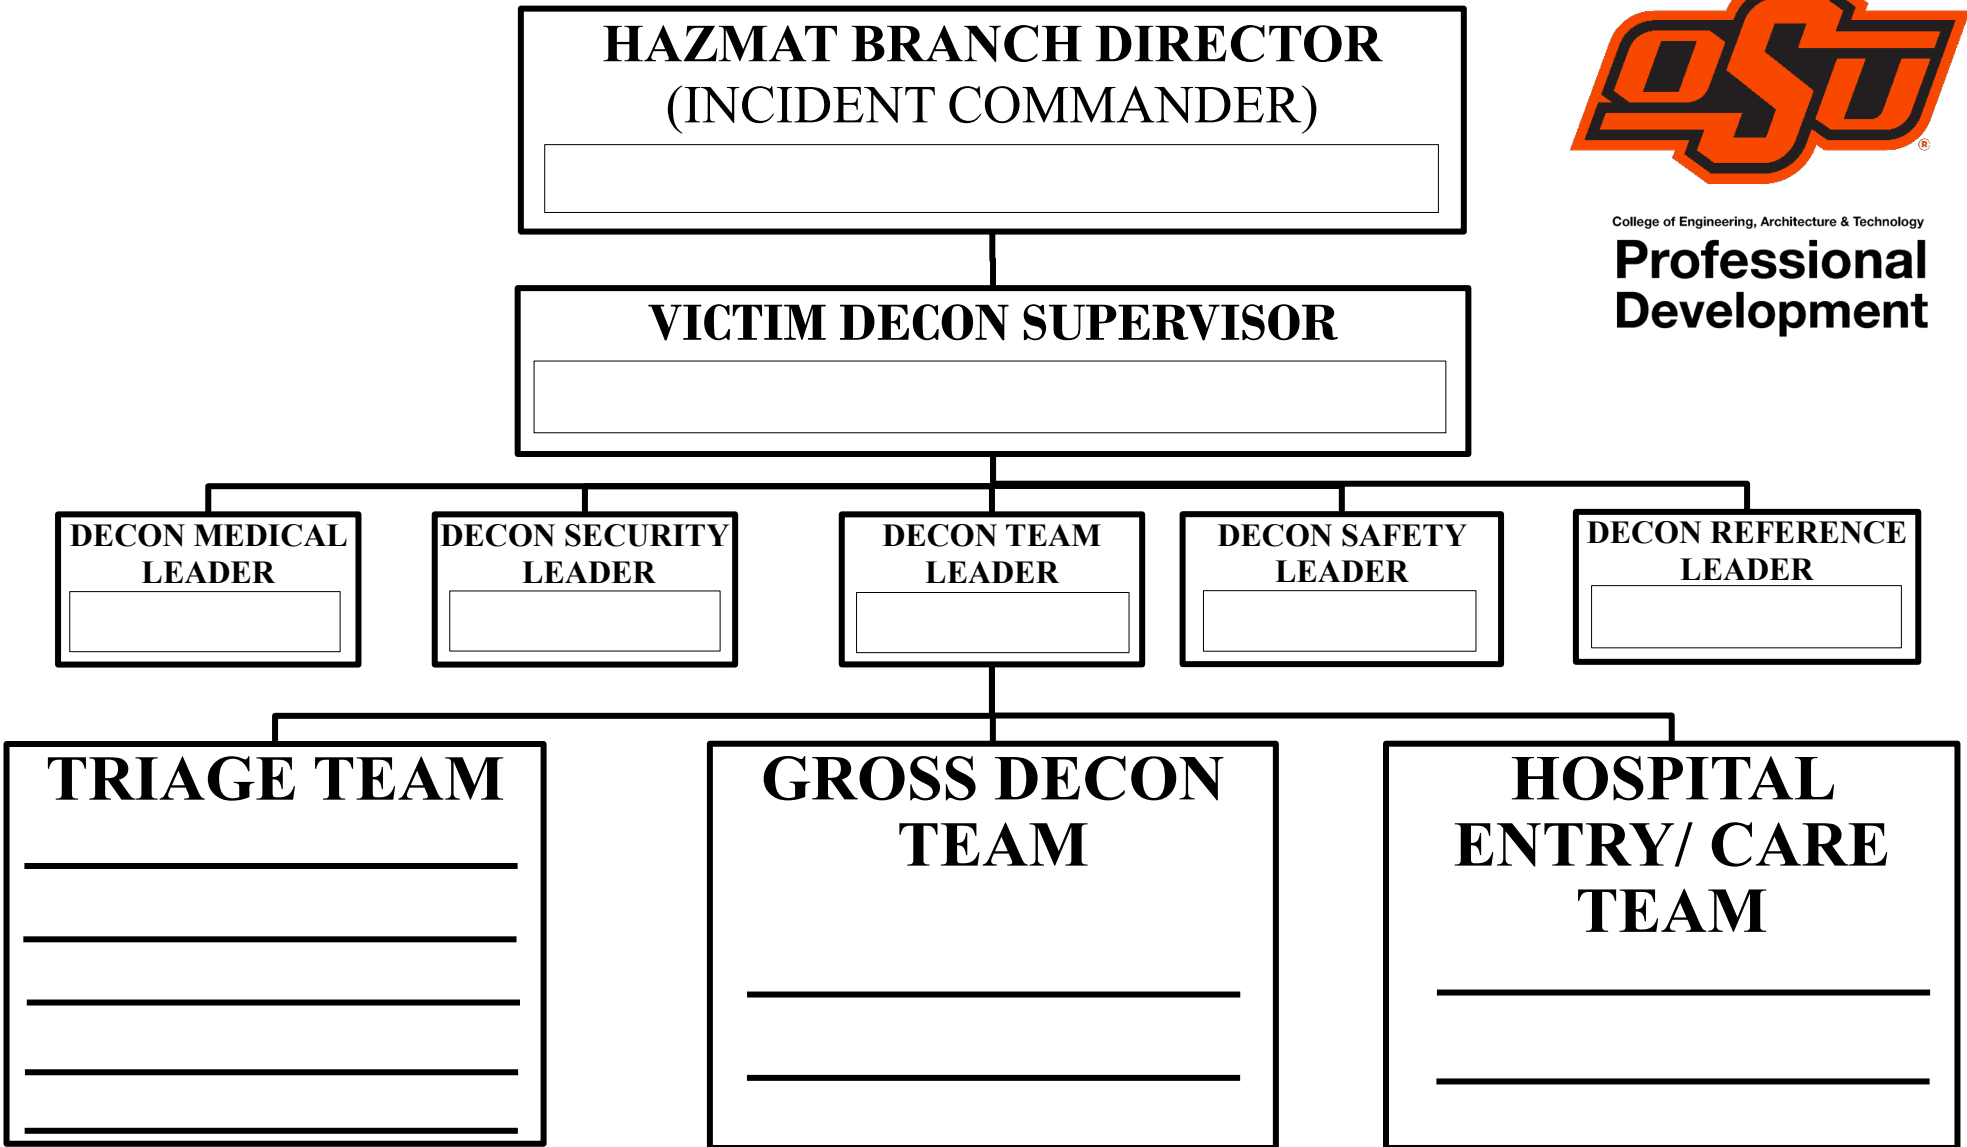 HAZMAT BRANCH DIRECTOR
(INCIDENT COMMANDER)
OSU
®
College of Engineering, Architecture & Technology
Professional
Development
VICTIM DECON SUPERVISOR
DECON MEDICAL
LEADER
DECON SECURITY
LEADER
DECON TEAM
LEADER
DECON SAFETY
LEADER
DECON REFERENCE
LEADER
TRIAGE TEAM
GROSS DECON
TEAM
HOSPITAL
ENTRY/ CARE
TEAM